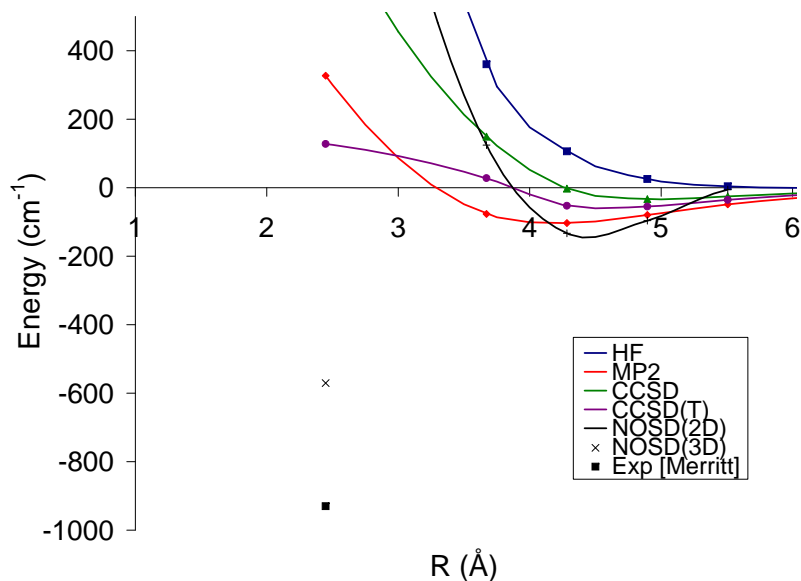 400
200
0
-200
-400
-600
-800
-1000
1 2 3 4 5 6
Energy (cm-1)
R (Å)
HF
MP2
CCSD
CCSD(T)
NOSD(2D)
NOSD(3D)
Exp [Merritt]